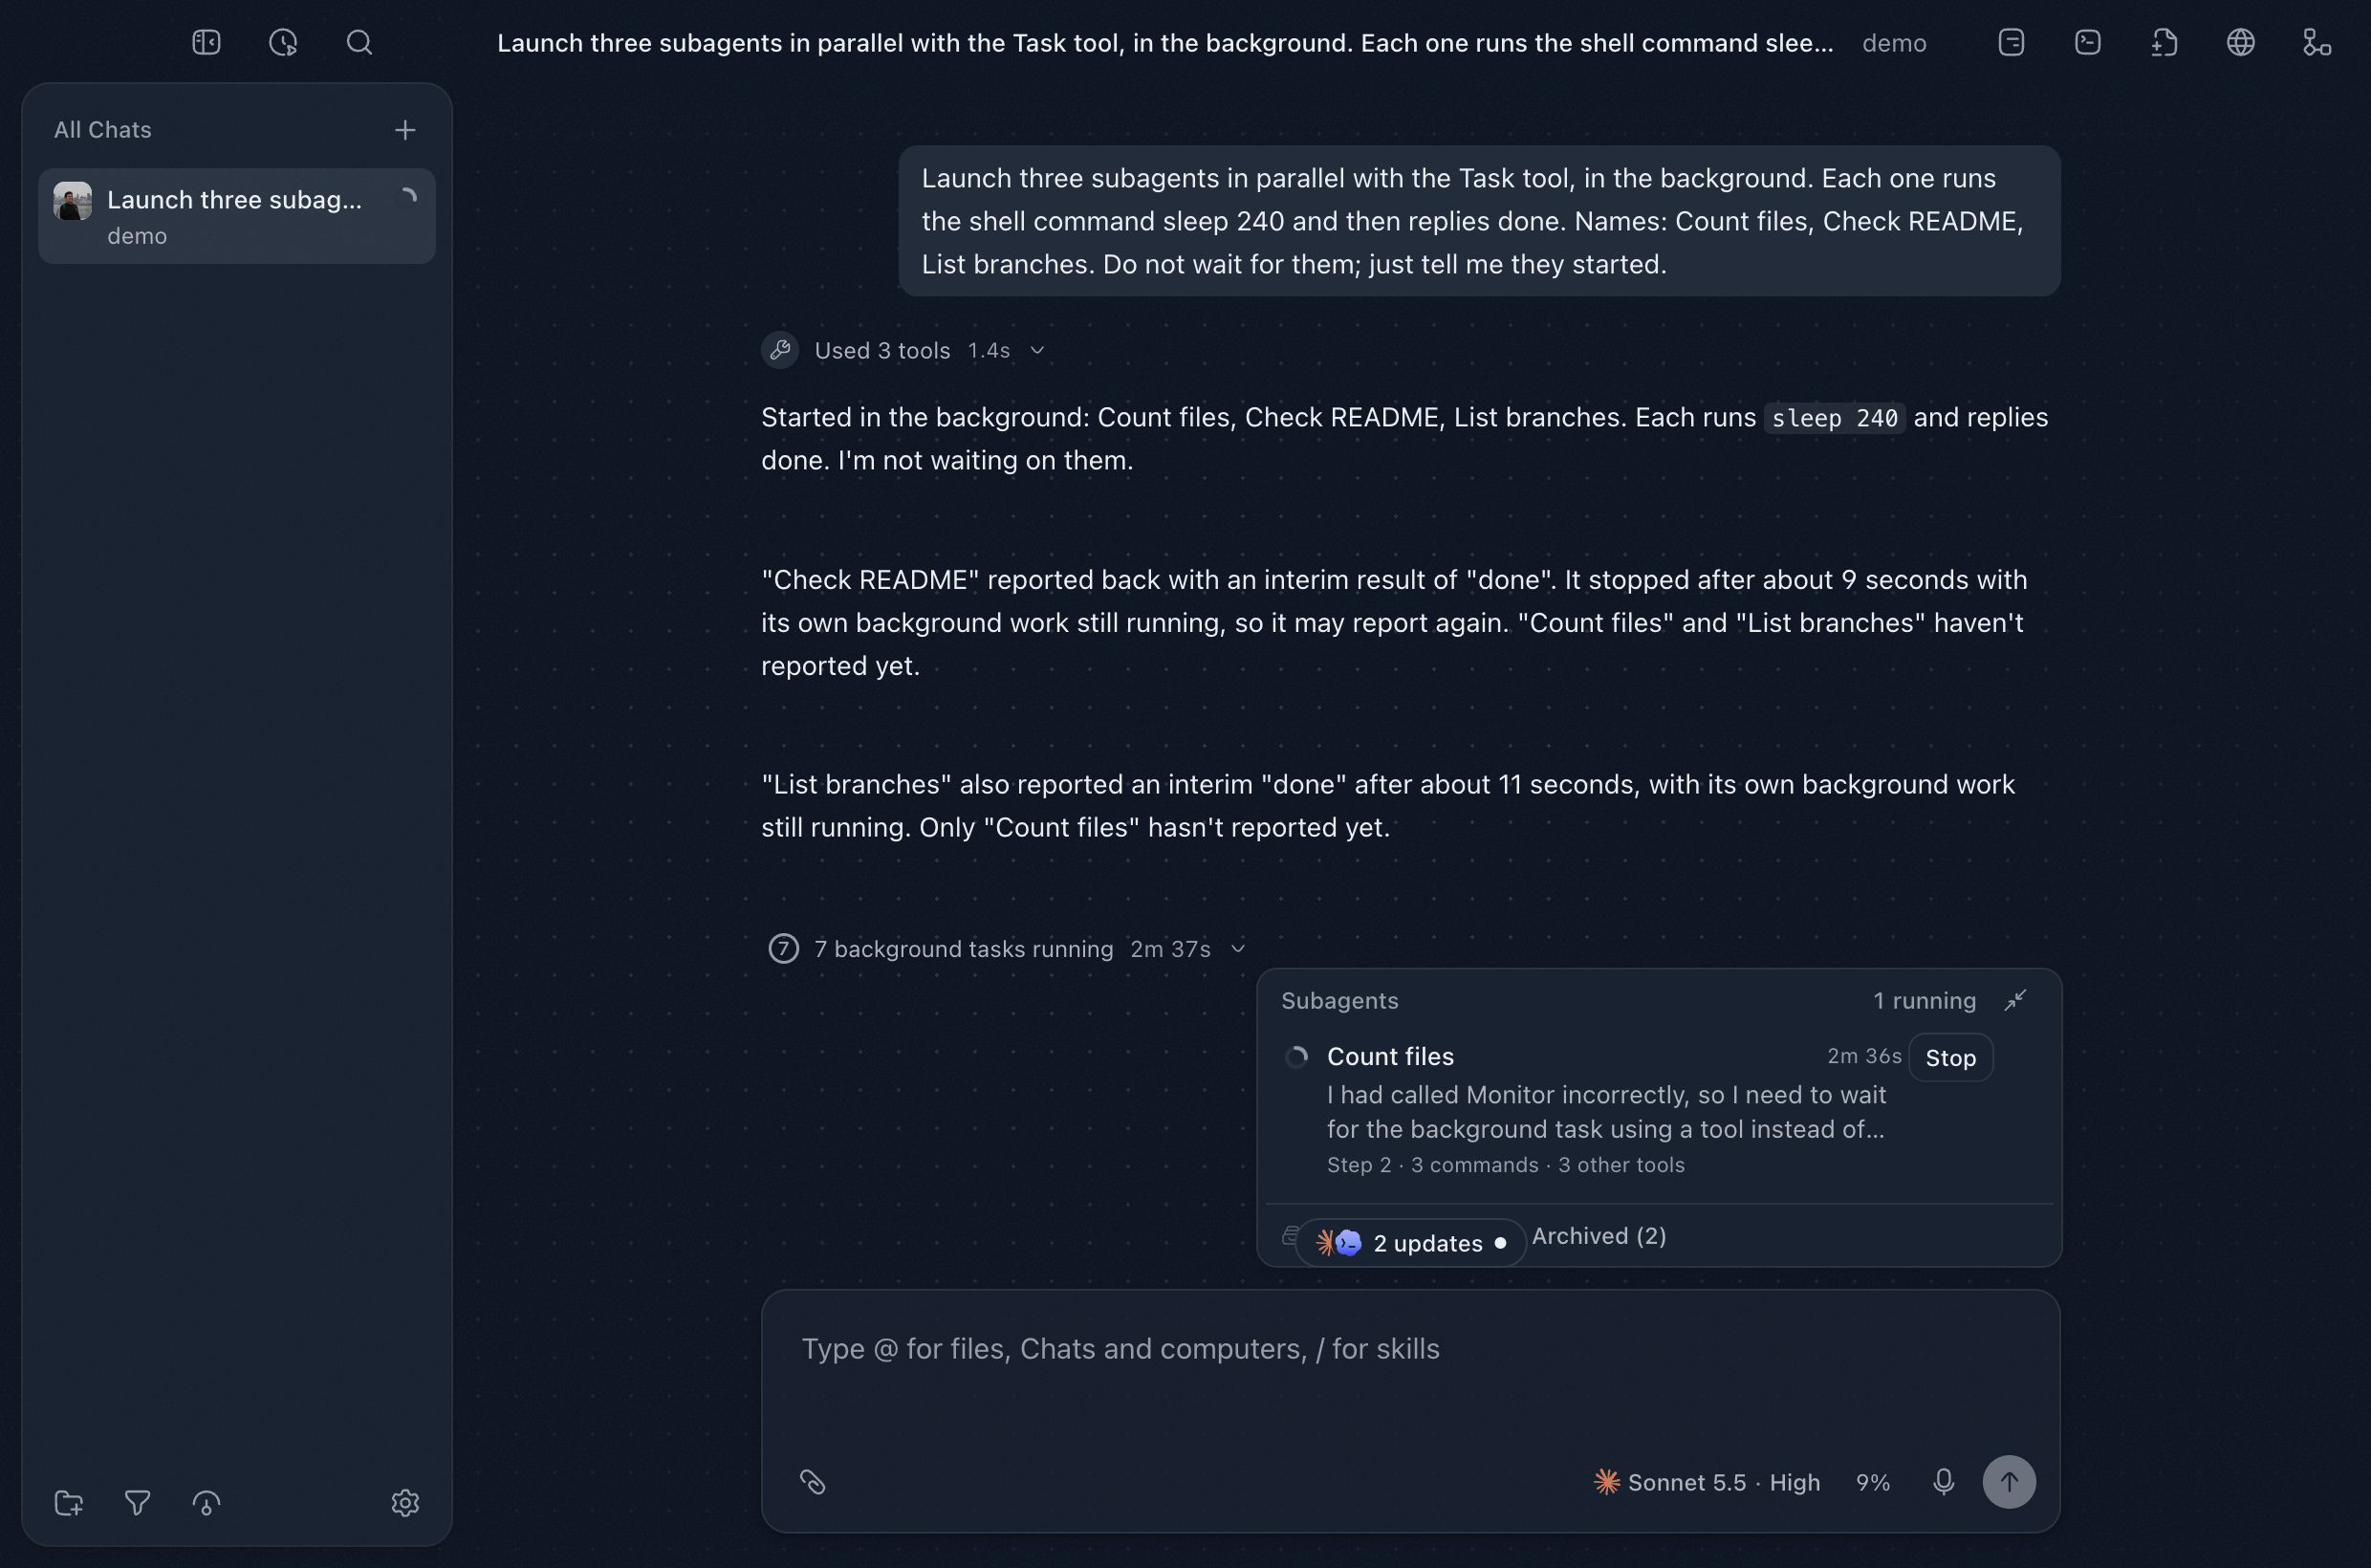 Launch three subagents in parallel with the Task tool, in the background. Each one runs the shell command slee...
demo
All Chats
Launch three subag...
demo
Launch three subagents in parallel with the Task tool, in the background. Each one runs
the shell command sleep 240 and then replies done. Names: Count files, Check README,
List branches. Do not wait for them; just tell me they started.
Used 3 tools 1.4s
Started in the background: Count files, Check README, List branches. Each runs sleep 240 and replies
done. I'm not waiting on them.
"Check README" reported back with an interim result of "done". It stopped after about 9 seconds with
its own background work still running, so it may report again. "Count files" and "List branches" haven't
reported yet.
"List branches" also reported an interim "done" after about 11 seconds, with its own background work
still running. Only "Count files" hasn't reported yet.
7 7 background tasks running 2m 37s
Subagents 1 running
Count files 2m 36s Stop
I had called Monitor incorrectly, so I need to wait
for the background task using a tool instead of...
Step 2 · 3 commands · 3 other tools
2 updates Archived (2)
Type @ for files, Chats and computers, / for skills
Sonnet 5.5 · High 9%